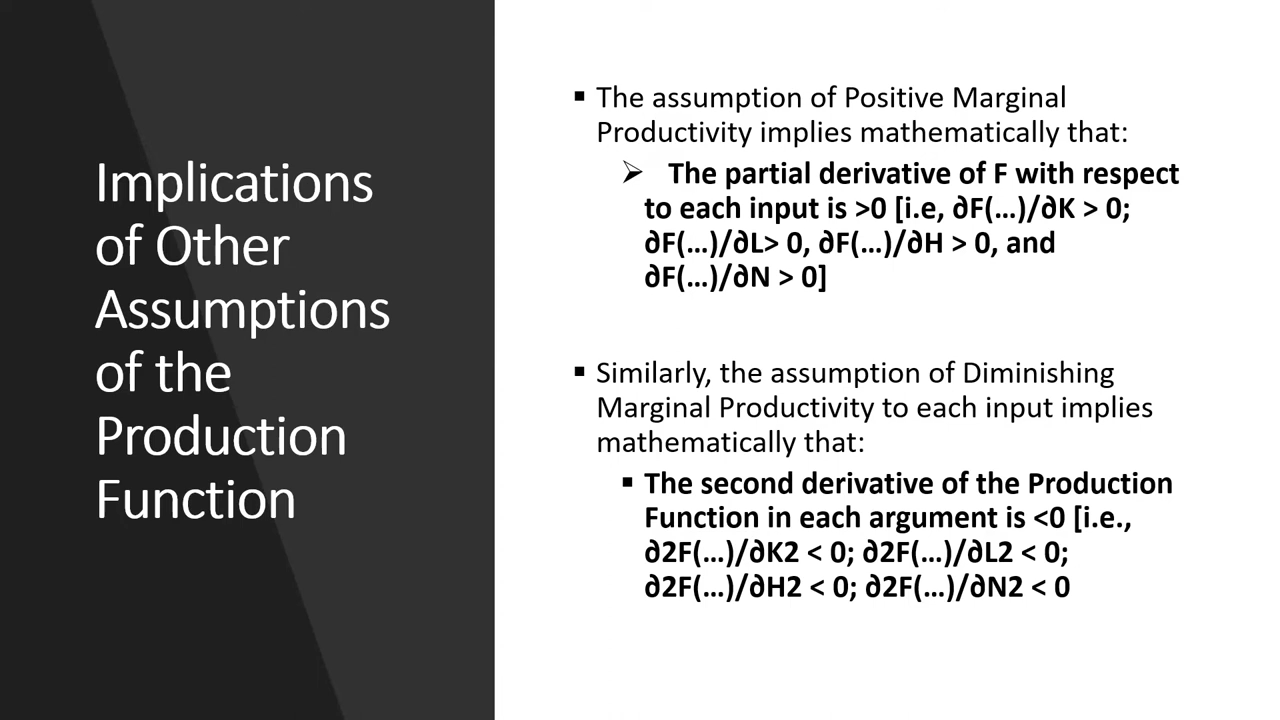 Implications
of Other
Assumptions
of the
Production
Function
▪ The assumption of Positive Marginal
Productivity implies mathematically that:
➢ The partial derivative of F with respect
to each input is >0 [i.e, ∂F(…)/∂K > 0;
∂F(…)/∂L> 0, ∂F(…)/∂H > 0, and
∂F(…)/∂N > 0]
▪ Similarly, the assumption of Diminishing
Marginal Productivity to each input implies
mathematically that:
▪ The second derivative of the Production
Function in each argument is <0 [i.e.,
∂2F(…)/∂K2 < 0; ∂2F(…)/∂L2 < 0;
∂2F(…)/∂H2 < 0; ∂2F(…)/∂N2 < 0